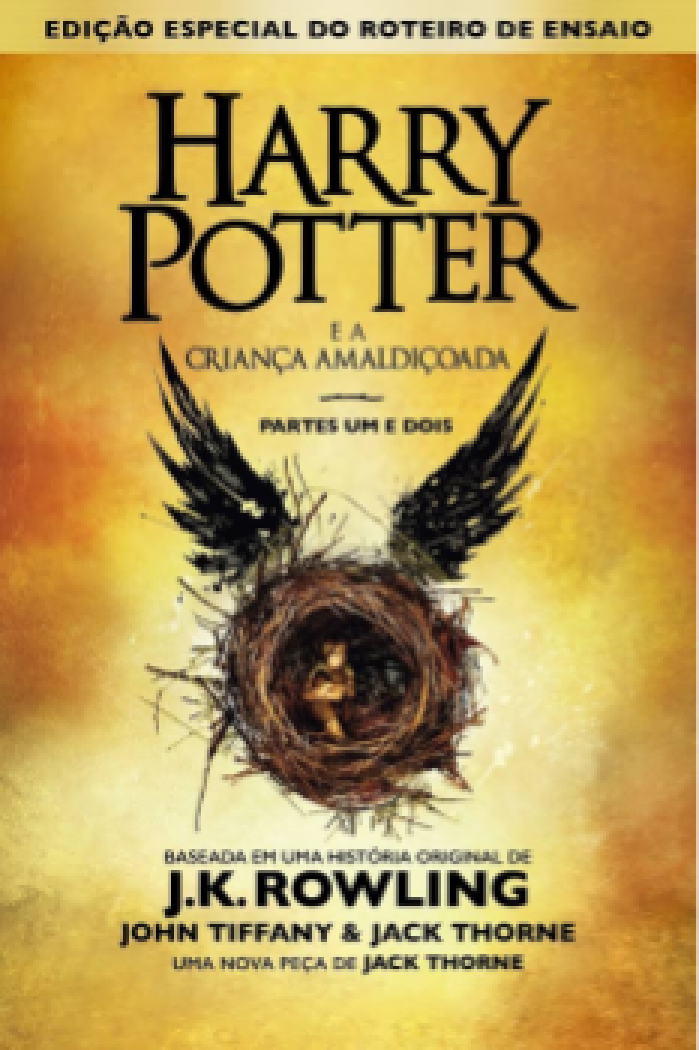 EDIÇÃO ESPECIAL DO ROTEIRO DE ENSAIO
HARRY
POTTER
E A
CRIANÇA AMALDIÇOADA
PARTES UM E DOIS
BASEADA EM UMA HISTÓRIA ORIGINAL DE
J.K. ROWLING
JOHN TIFFANY & JACK THORNE
UMA NOVA PEÇA DE JACK THORNE